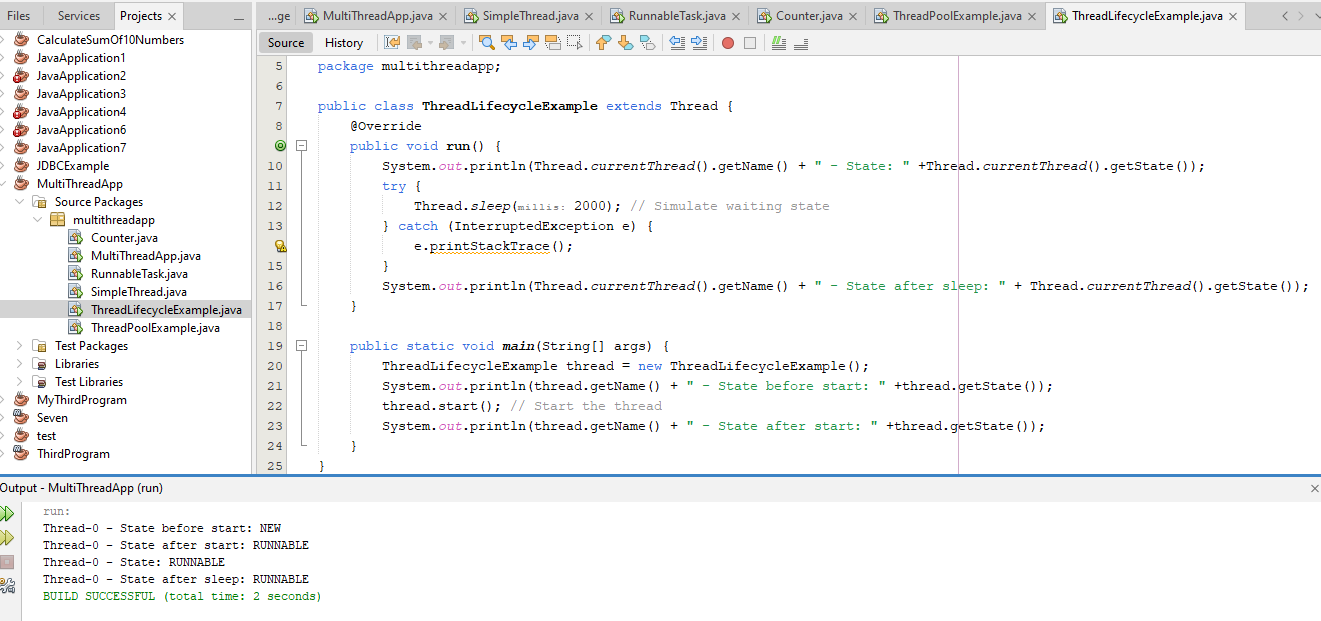 Files Services Projects
...ge MultiThreadApp.java SimpleThread.java RunnableTask.java Counter.java ThreadPoolExample.java ThreadLifecycleExample.java
Source History
CalculateSumOf10Numbers
JavaApplication1
JavaApplication2
JavaApplication3
JavaApplication4
JavaApplication6
JavaApplication7
JDBCExample
MultiThreadApp
Source Packages
multithreadapp
Counter.java
MultiThreadApp.java
RunnableTask.java
SimpleThread.java
ThreadLifecycleExample.java
ThreadPoolExample.java
Test Packages
Libraries
Test Libraries
MyThirdProgram
Seven
test
ThirdProgram
5 package multithreadapp;
6
7 public class ThreadLifecycleExample extends Thread {
8 @Override
public void run() {
10 System.out.println(Thread.currentThread().getName() + " - State: " +Thread.currentThread().getState());
11 try {
12 Thread.sleep(millis: 2000); // Simulate waiting state
13 } catch (InterruptedException e) {
e.printStackTrace();
15 }
16 System.out.println(Thread.currentThread().getName() + " - State after sleep: " + Thread.currentThread().getState());
17 }
18
19 public static void main(String[] args) {
20 ThreadLifecycleExample thread = new ThreadLifecycleExample();
21 System.out.println(thread.getName() + " - State before start: " +thread.getState());
22 thread.start(); // Start the thread
23 System.out.println(thread.getName() + " - State after start: " +thread.getState());
24 }
25 }
Output - MultiThreadApp (run)
run:
Thread-0 - State before start: NEW
Thread-0 - State after start: RUNNABLE
Thread-0 - State: RUNNABLE
Thread-0 - State after sleep: RUNNABLE
BUILD SUCCESSFUL (total time: 2 seconds)